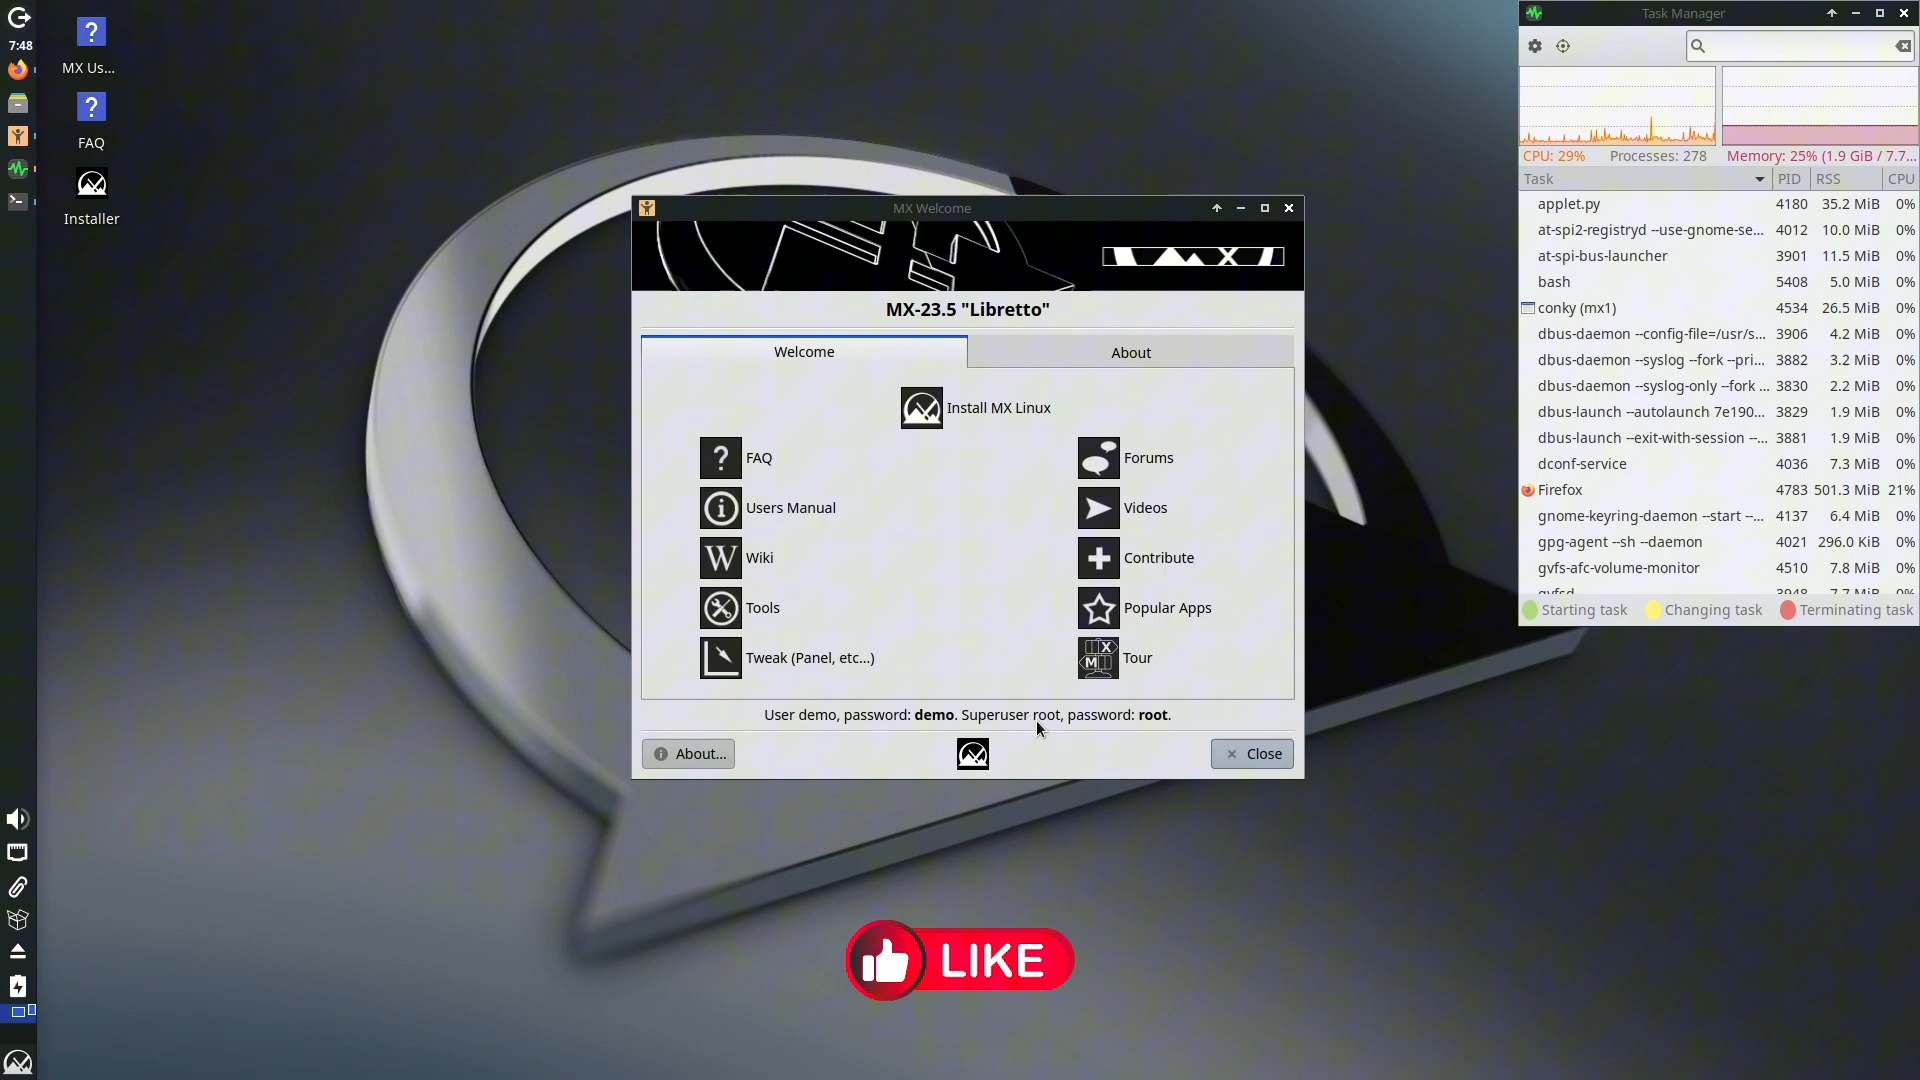 7:48
MX Us...
FAQ
Installer
MX Welcome
MX
MX-23.5 "Libretto"
Welcome
About
Install MX Linux
FAQ
Forums
Users Manual
Videos
Wiki
Contribute
Tools
Popular Apps
Tweak (Panel, etc...)
Tour
User demo, password: demo. Superuser root, password: root.
About...
Close
LIKE
Task Manager
CPU: 29% Processes: 278 Memory: 25% (1.9 GiB / 7.7...
Task PID RSS CPU
applet.py 4180 35.2 MiB 0%
at-spi2-registryd --use-gnome-se... 4012 10.0 MiB 0%
at-spi-bus-launcher 3901 11.5 MiB 0%
bash 5408 5.0 MiB 0%
conky (mx1) 4534 26.5 MiB 0%
dbus-daemon --config-file=/usr/s... 3906 4.2 MiB 0%
dbus-daemon --syslog --fork --pri... 3882 3.2 MiB 0%
dbus-daemon --syslog-only --fork ... 3830 2.2 MiB 0%
dbus-launch --autolaunch 7e190... 3829 1.9 MiB 0%
dbus-launch --exit-with-session --... 3881 1.9 MiB 0%
dconf-service 4036 7.3 MiB 0%
Firefox 4783 501.3 MiB 21%
gnome-keyring-daemon --start --... 4137 6.4 MiB 0%
gpg-agent --sh --daemon 4021 296.0 KiB 0%
gvfs-afc-volume-monitor 4510 7.8 MiB 0%
gvfsd 3948 7.7 MiB 0%
Starting task Changing task Terminating task